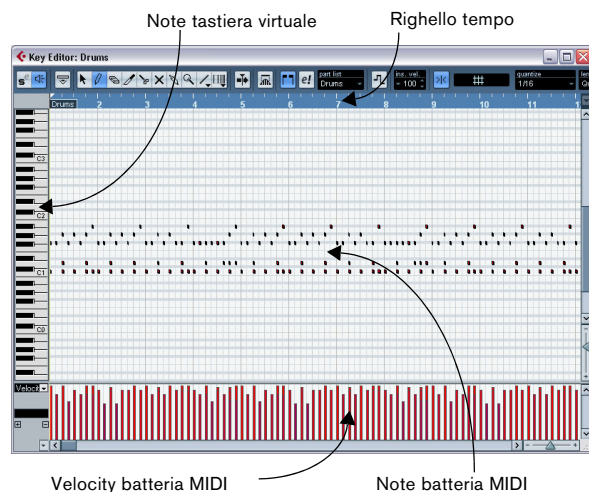 Note tastiera virtuale
Righello tempo
Key Editor: Drums
part list
Drums
ins. vel.
100
quantize
1/16
Drums 2 3 4 5 6 7 8 9 10 11
C3
C2
C1
C0
Velocity batteria MIDI
Note batteria MIDI